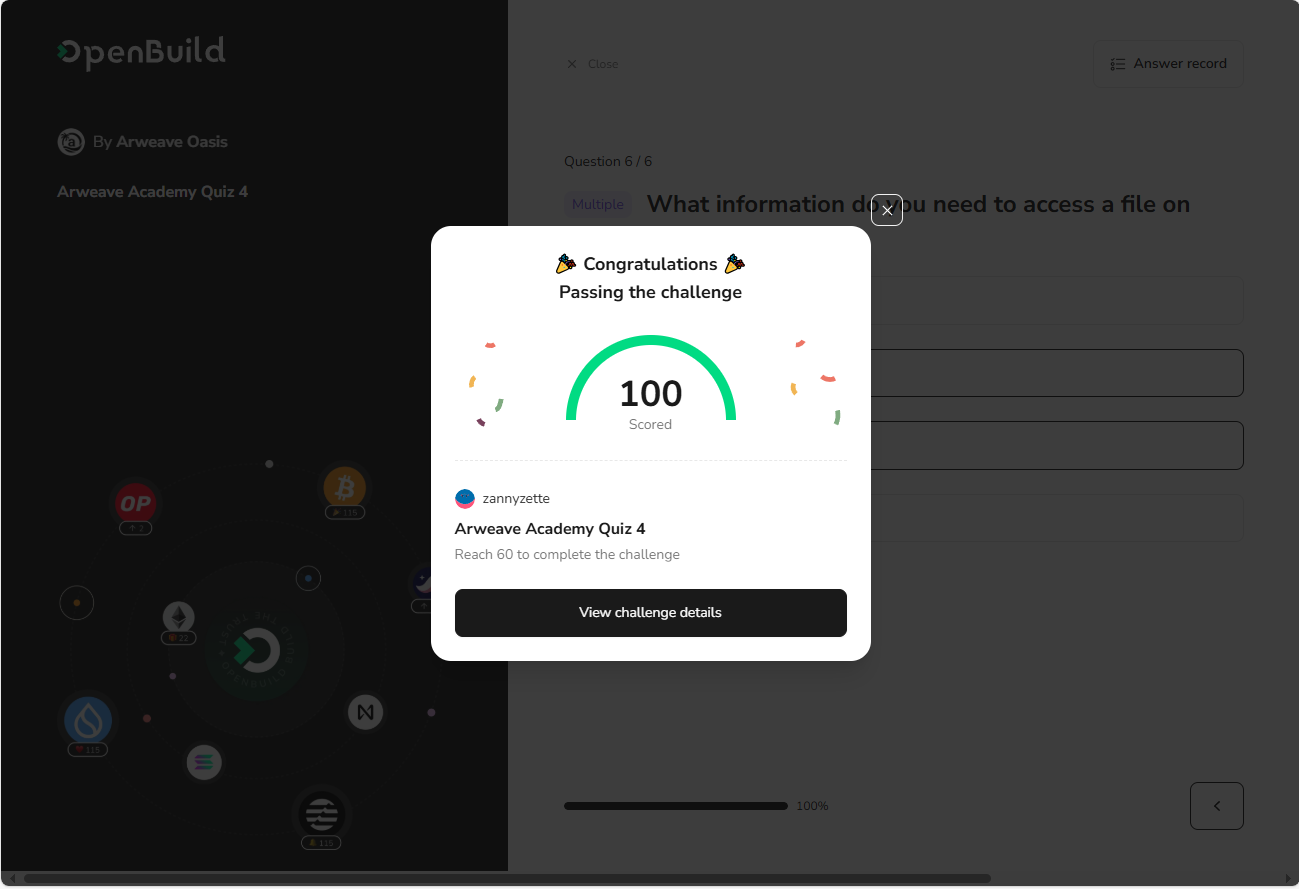 OpenBuild
By Arweave Oasis
Arweave Academy Quiz 4
Close
Answer record
Question 6 / 6
Multiple
What information do you need to access a file on
🎉 Congratulations 🎉
Passing the challenge
100
Scored
zannyzette
Arweave Academy Quiz 4
Reach 60 to complete the challenge
View challenge details
OP
2
115
22
115
115
100%